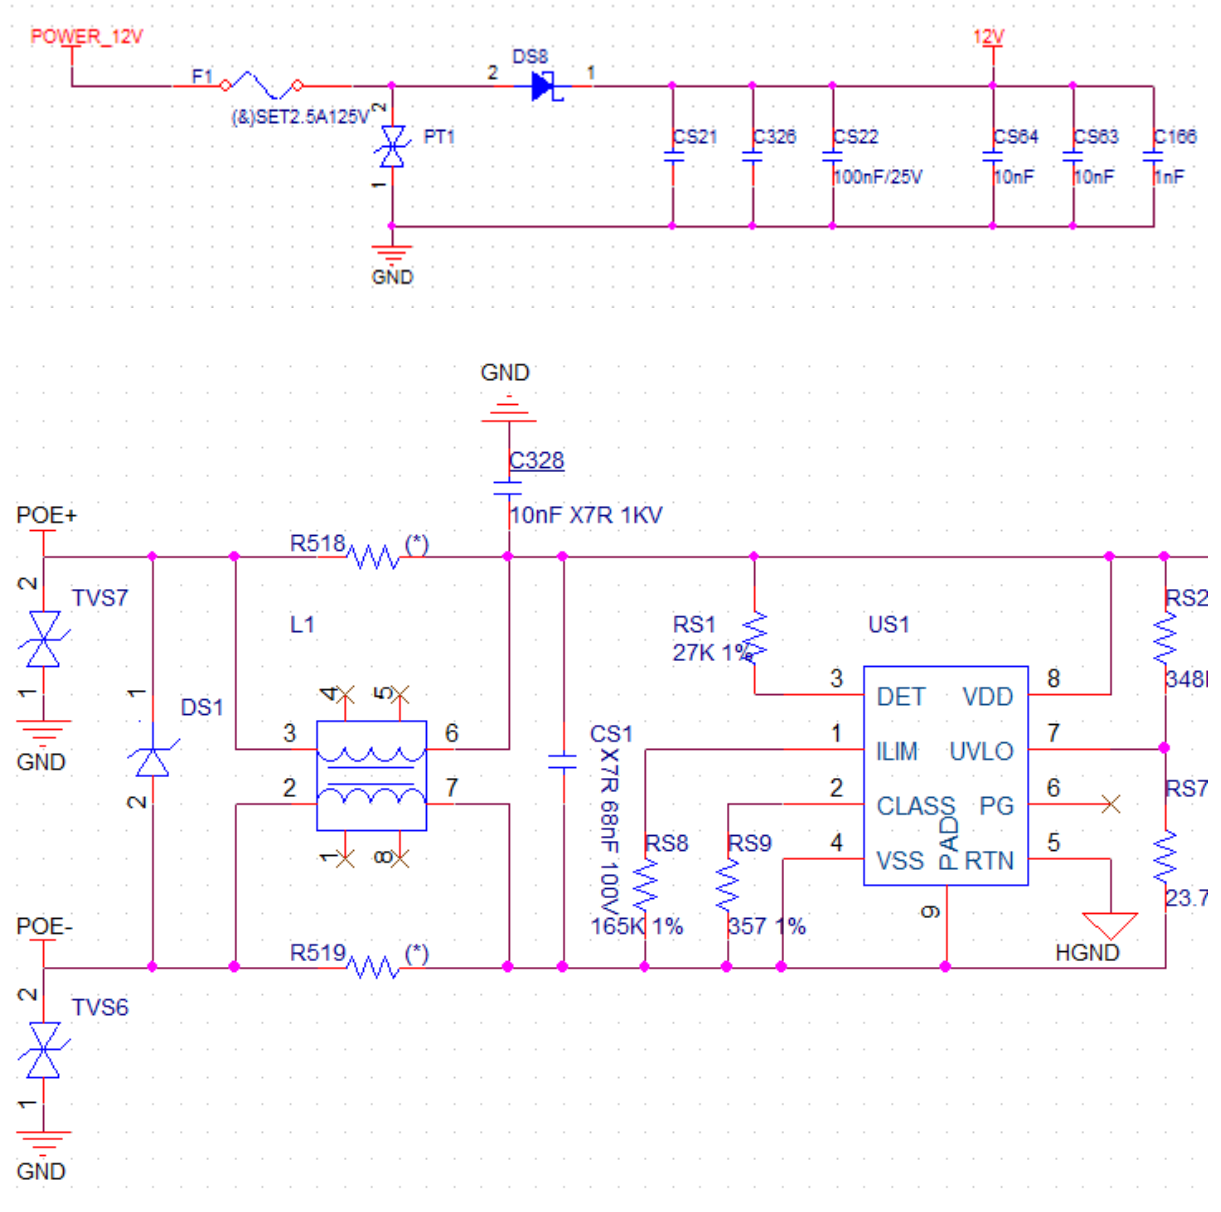 POWER_12V
12V
F1
(&)SET2.5A125V
2
PT1
1
GND
2
DS8
1
CS21
C326
CS22
100nF/25V
CS64
10nF
CS63
10nF
C166
1nF
GND
C328
10nF X7R 1KV
POE+
R518
(*)
2
TVS7
1
GND
1
DS1
2
L1
4
5
3
6
2
7
1
8
CS1
X7R 68nF 100V
RS1
27K 1%
US1
RS2
348
3
DET
VDD
8
1
ILIM
UVLO
7
2
CLASS
PG
6
4
VSS
PAD
RTN
5
9
RS7
23.7
RS8
165K 1%
RS9
357 1%
HGND
POE-
R519
(*)
2
TVS6
1
GND